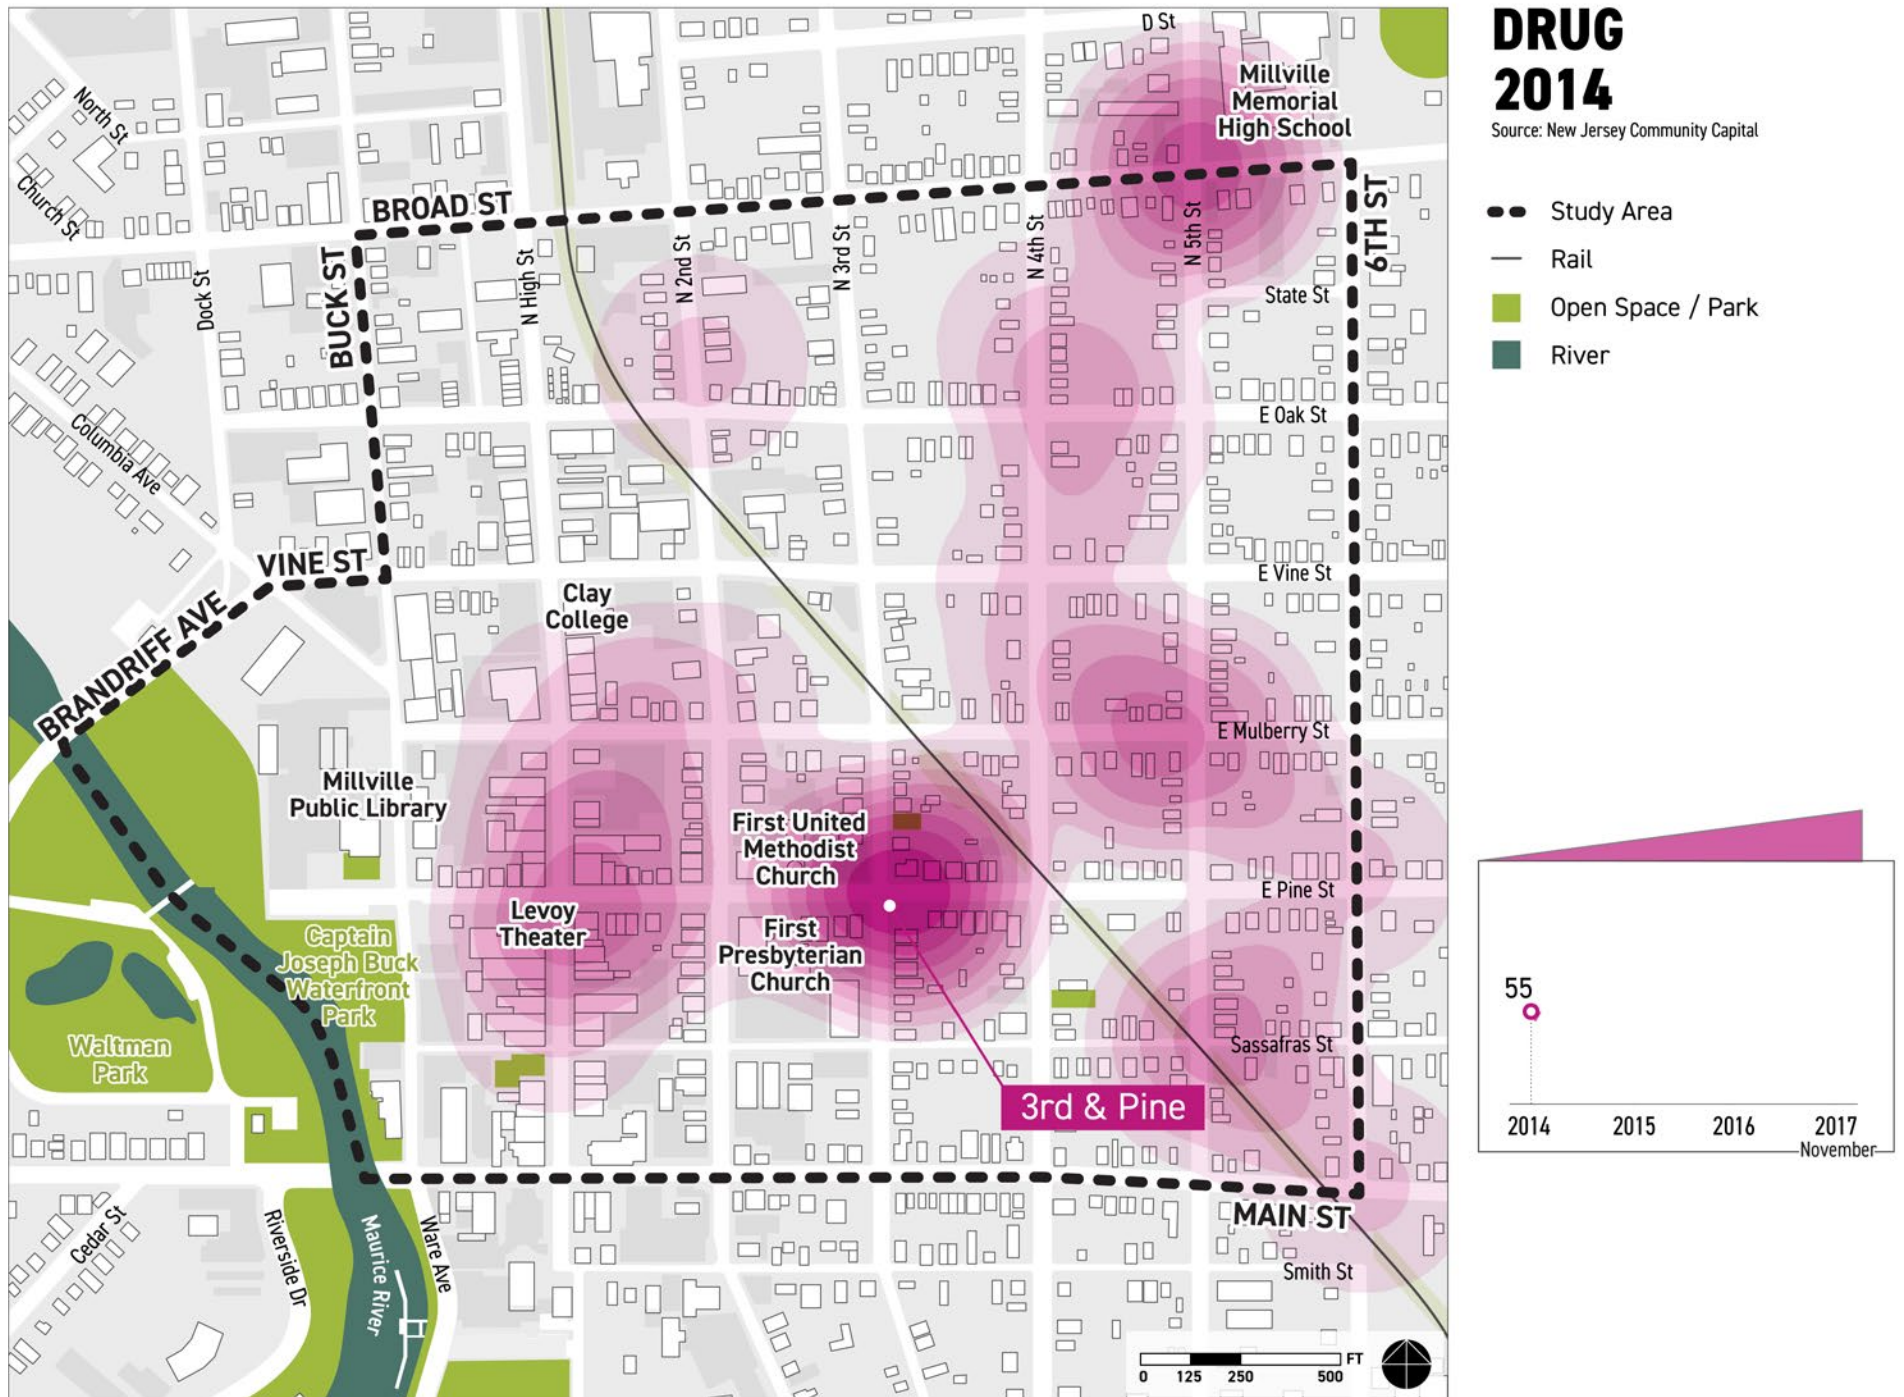 DRUG
2014
Source: New Jersey Community Capital
Study Area
Rail
Open Space / Park
River
D St
Millville
Memorial
High School
North St
Church St
BROAD ST
BUCK ST
Dock St
N High St
N 2nd St
N 3rd St
N 4th St
N 5th St
6TH ST
State St
Columbia Ave
E Oak St
VINE ST
E Vine St
BRANDRIFF AVE
Clay
College
E Mulberry St
Millville
Public Library
First United
Methodist
Church
E Pine St
Levoy
Theater
First
Presbyterian
Church
Captain
Joseph Buck
Waterfront
Park
Waltman
Park
Sassafras St
3rd & Pine
MAIN ST
Cedar St
Riverside Dr
Maurice River
Ware Ave
Smith St
FT
0 125 250 500
55
2014 2015 2016 2017
November